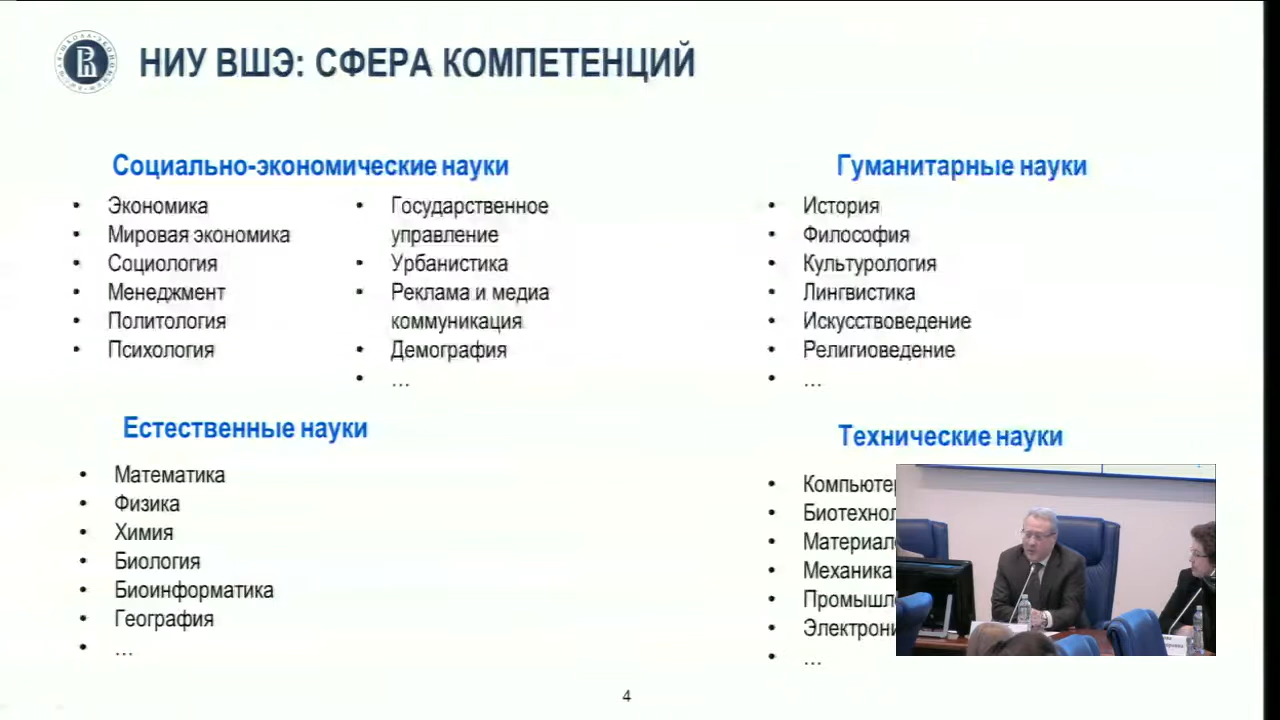 НИУ ВШЭ: СФЕРА КОМПЕТЕНЦИЙ
Социально-экономические науки
• Экономика
• Мировая экономика
• Социология
• Менеджмент
• Политология
• Психология
• Государственное
управление
• Урбанистика
• Реклама и медиа
коммуникация
• Демография
• ...
Гуманитарные науки
• История
• Философия
• Культурология
• Лингвистика
• Искусствоведение
• Религиоведение
• ...
Естественные науки
• Математика
• Физика
• Химия
• Биология
• Биоинформатика
• География
• ...
Технические науки
•
•
•
• Механика
•
•
• ...
4